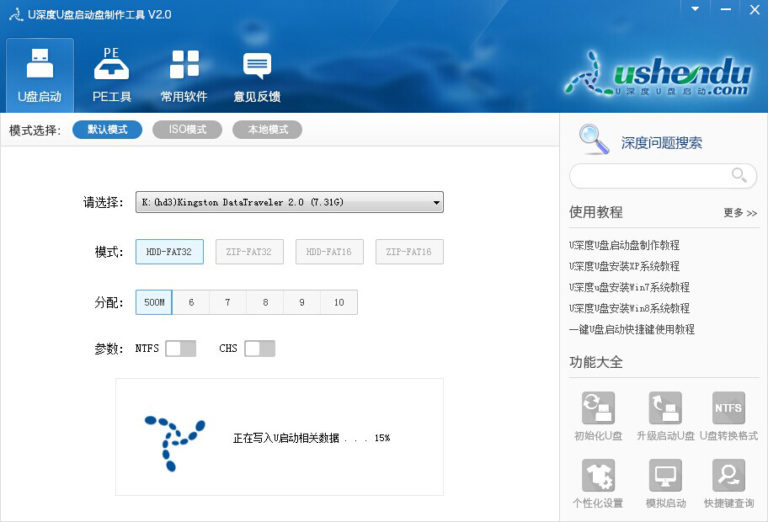 U深度U盘启动盘制作工具 V2.0
U盘启动
PE
PE工具
常用软件
意见反馈
ushendu
U深度U盘启动.com
模式选择: 默认模式 ISO模式 本地模式
请选择: K:(hd3)Kingston DataTraveler 2.0 (7.31G)
模式: HDD-FAT32 ZIP-FAT32 HDD-FAT16 ZIP-FAT16
分配: 500M 6 7 8 9 10
参数: NTFS CHS
正在写入U启动相关数据 . . . 15%
深度问题搜索
使用教程 更多 >>
U深度U盘启动盘制作教程
U深度U盘安装XP系统教程
U深度u盘安装Win7系统教程
U深度U盘安装Win8系统教程
一键U盘启动快捷键使用教程
功能大全
NTFS
初始化U盘 升级启动U盘 U盘转换格式
个性化设置 模拟启动 快捷键查询